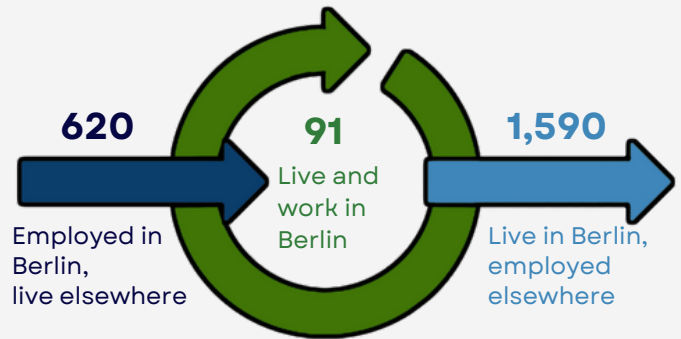 620
Employed in
Berlin,
live elsewhere
91
Live and
work in
Berlin
1,590
Live in Berlin,
employed
elsewhere